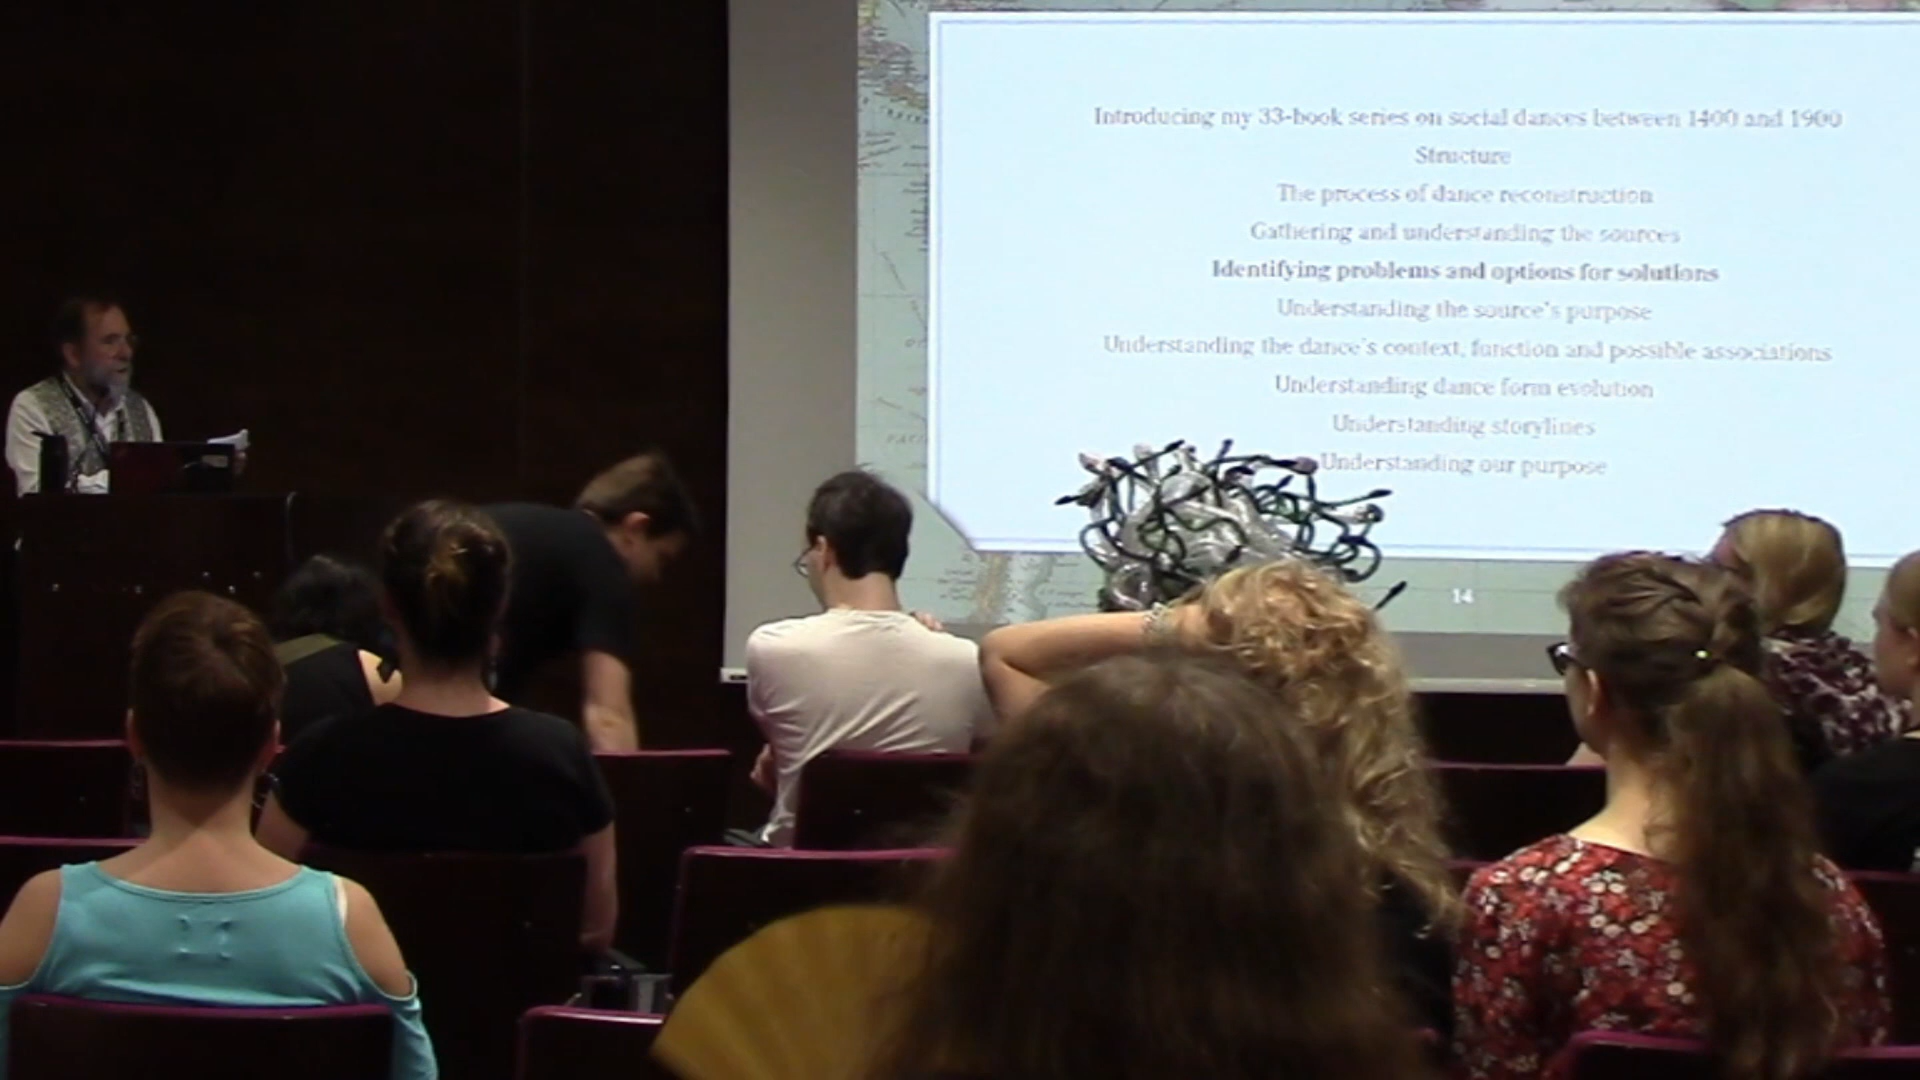 Introducing my 33-book series on social dances between 1400 and 1900
Structure
The process of dance reconstruction
Gathering and understanding the sources
Identifying problems and options for solutions
Understanding the source's purpose
Understanding the dance's context, function and possible associations
Understanding dance form evolution
Understanding storylines
Understanding our purpose
14